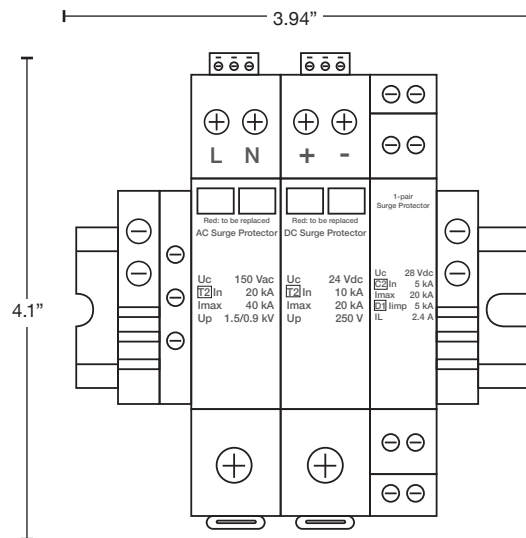 3.94”
4.1”
L N
+ -
Red: to be replaced
AC Surge Protector
Uc 150 Vac
T2 In 20 kA
Imax 40 kA
Up 1.5/0.9 kV
Red: to be replaced
DC Surge Protector
Uc 24 Vdc
T2 In 10 kA
Imax 20 kA
Up 250 V
1-pair
Surge Protector
Uc 28 Vdc
C2 In 5 kA
Imax 20 kA
D1 Iimp 5 kA
IL 2.4 A